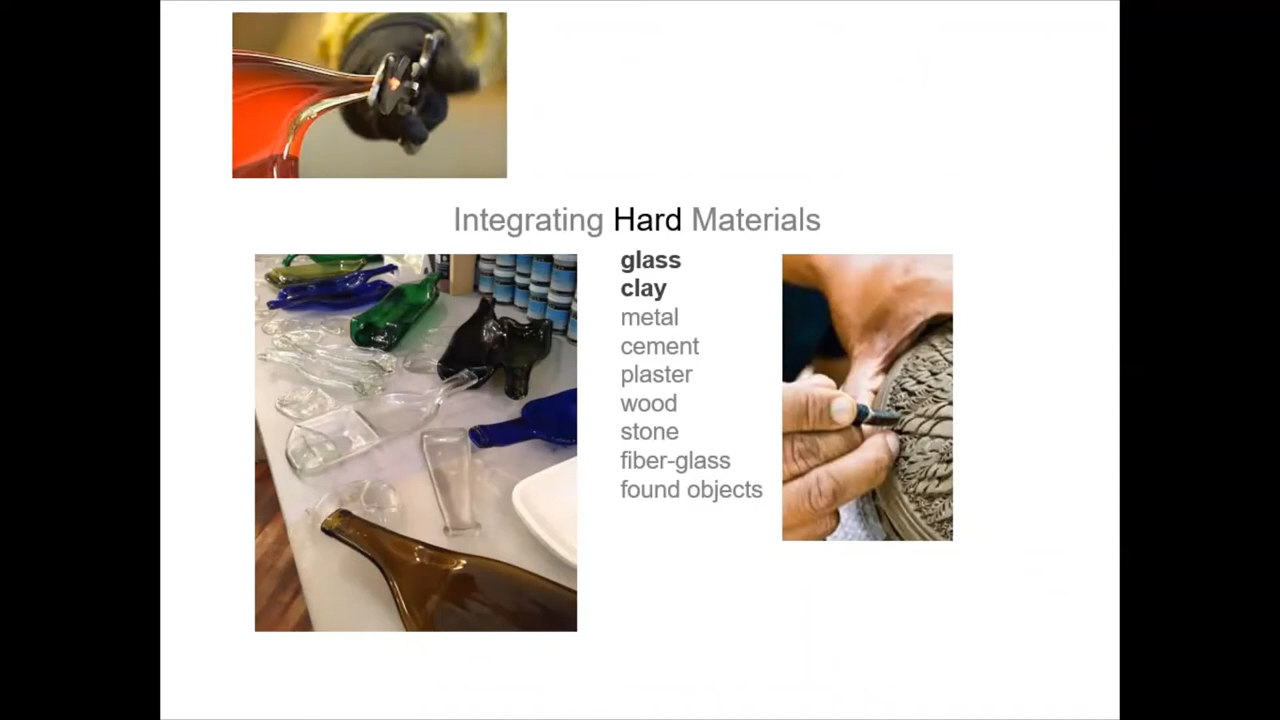 Integrating Hard Materials
glass
clay
metal
cement
plaster
wood
stone
fiber-glass
found objects